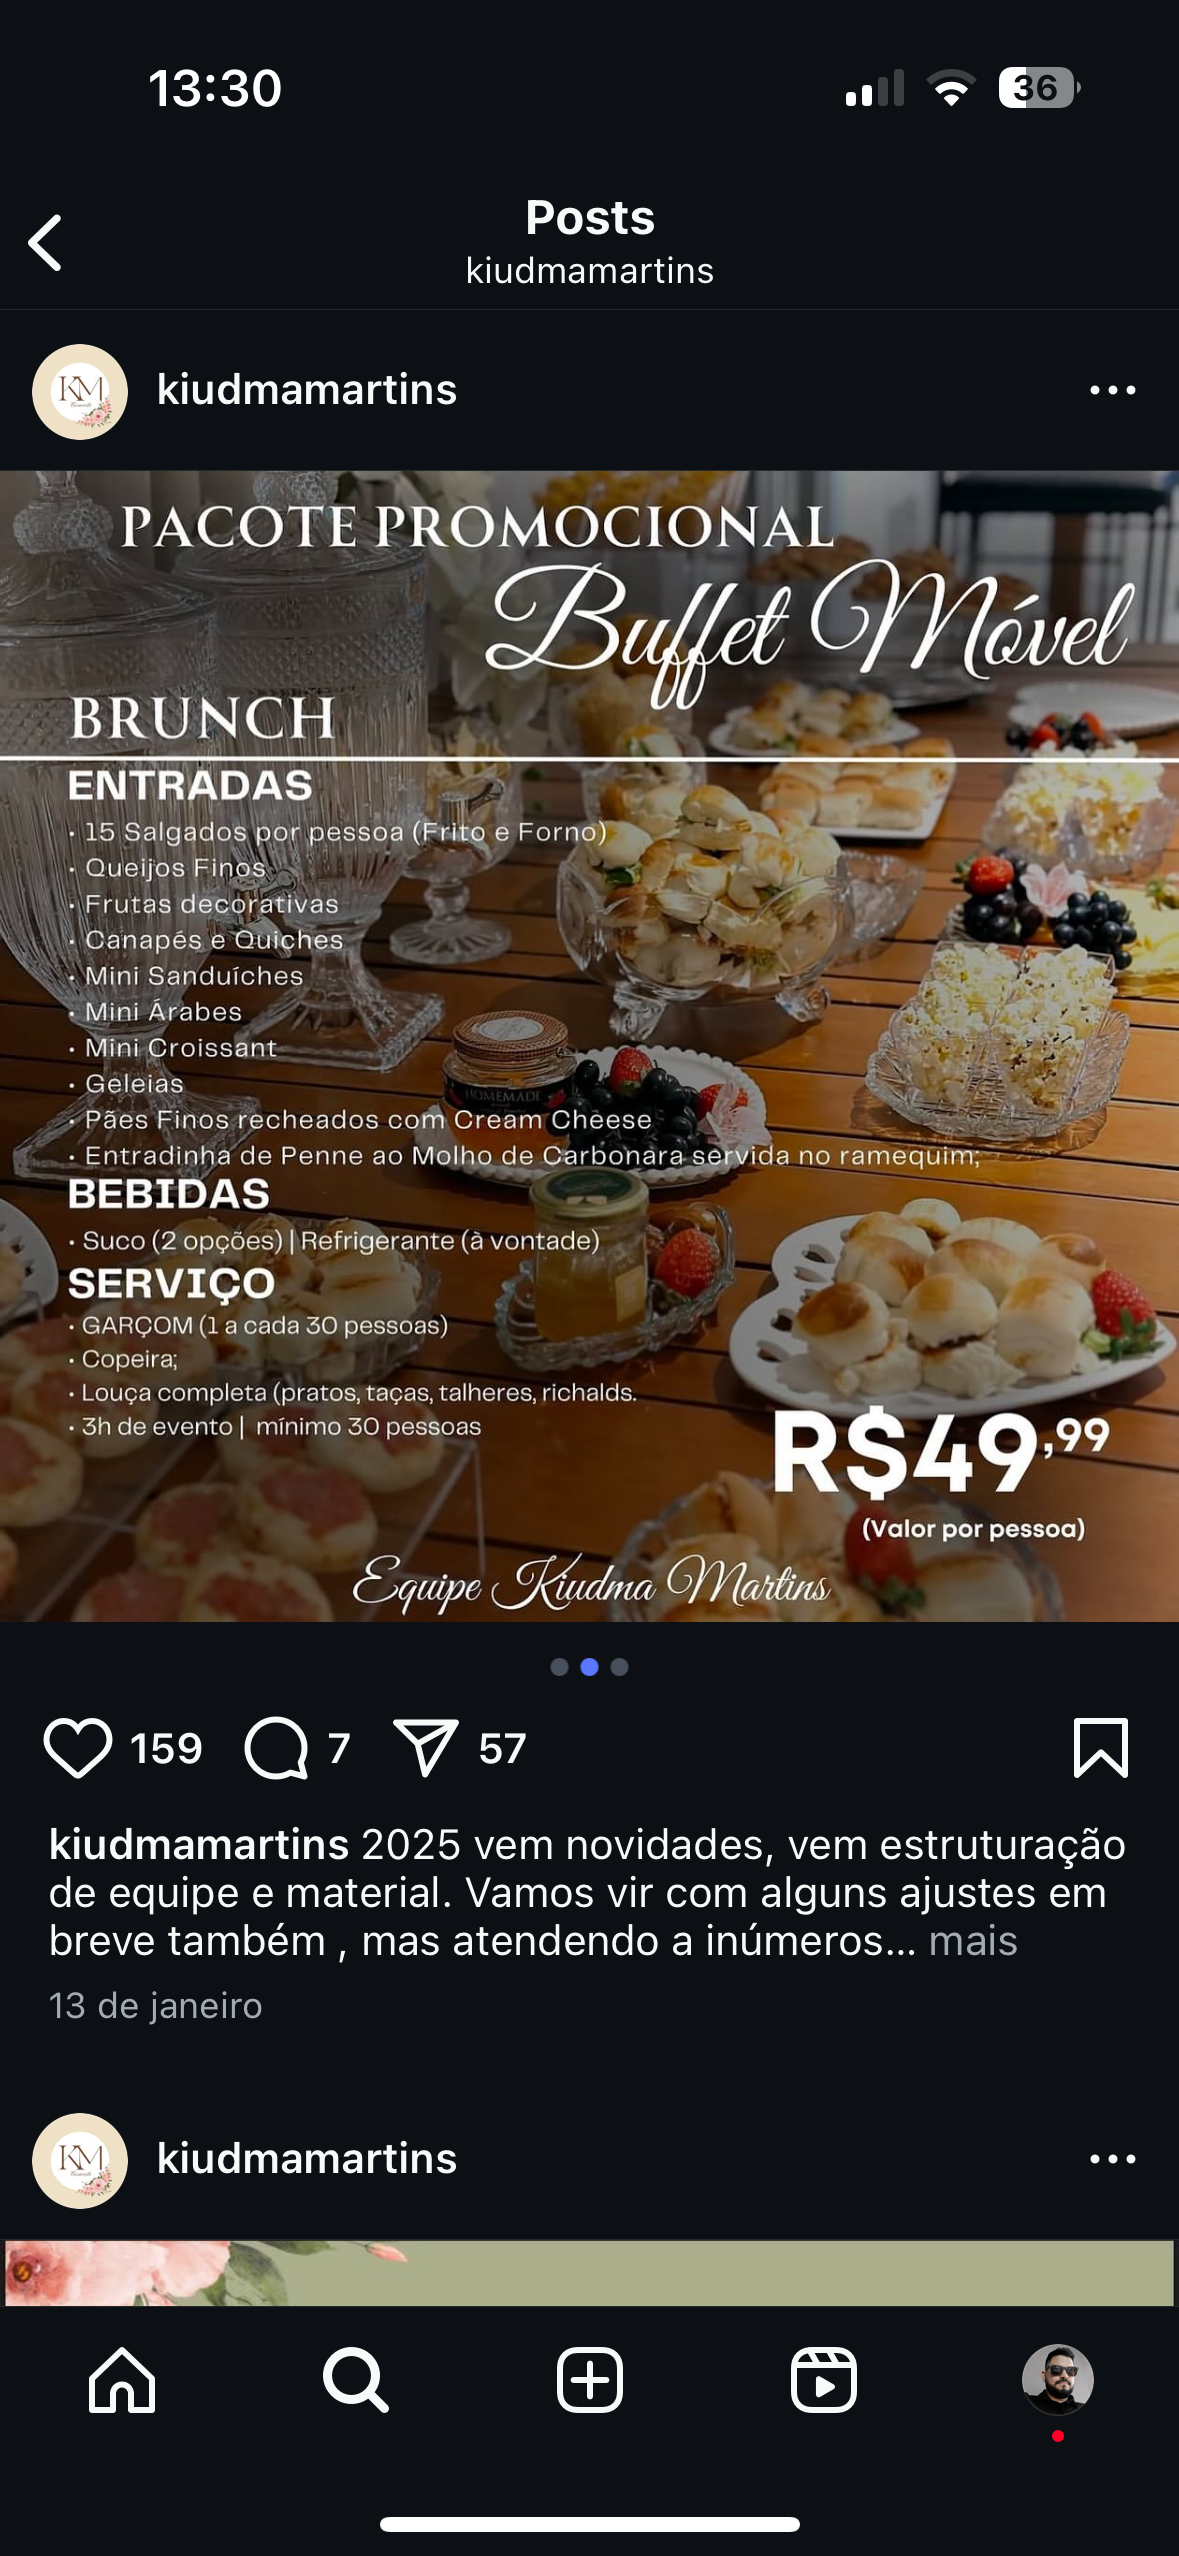 13:30
36
Posts
kiudmamartins
KM
kiudmamartins
PACOTE PROMOCIONAL
Buffet Móvel
BRUNCH
ENTRADAS
• 15 Salgados por pessoa (Frito e Forno)
• Queijos Finos
• Frutas decorativas
• Canapés e Quiches
• Mini Sanduíches
• Mini Árabes
• Mini Croissant
• Geleias
HOMEMADE
• Pães Finos recheados com Cream Cheese
• Entradinha de Penne ao Molho de Carbonara servida no ramequim;
BEBIDAS
• Suco (2 opções) | Refrigerante (à vontade)
SERVIÇO
• GARÇOM (1 a cada 30 pessoas)
• Copeira;
• Louça completa (pratos, taças, talheres, richalds.
• 3h de evento | mínimo 30 pessoas
R$49,99
(Valor por pessoa)
Equipe Kiudma Martins
159 7 57
kiudmamartins 2025 vem novidades, vem estruturação
de equipe e material. Vamos vir com alguns ajustes em
breve também , mas atendendo a inúmeros... mais
13 de janeiro
KM
kiudmamartins